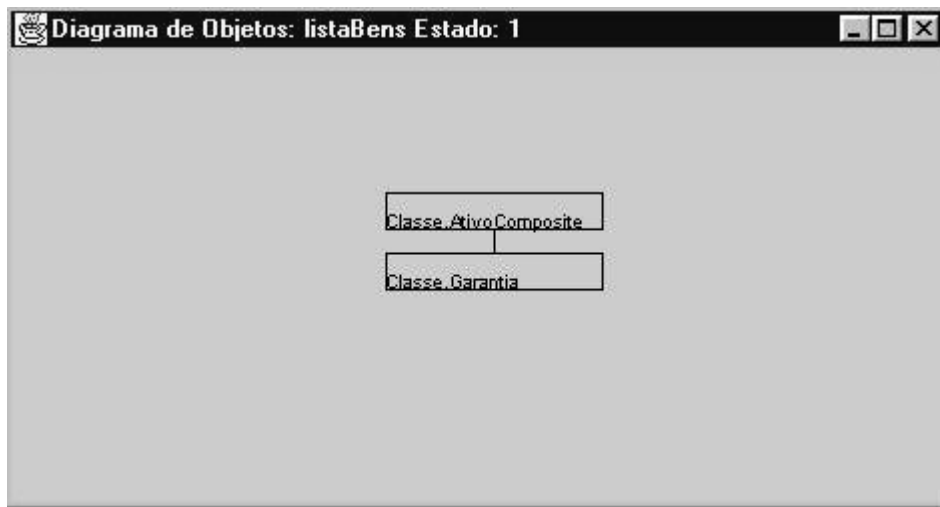 Diagrama de Objetos: listaBens Estado: 1
Classe.AtivoComposite
Classe.Garantia